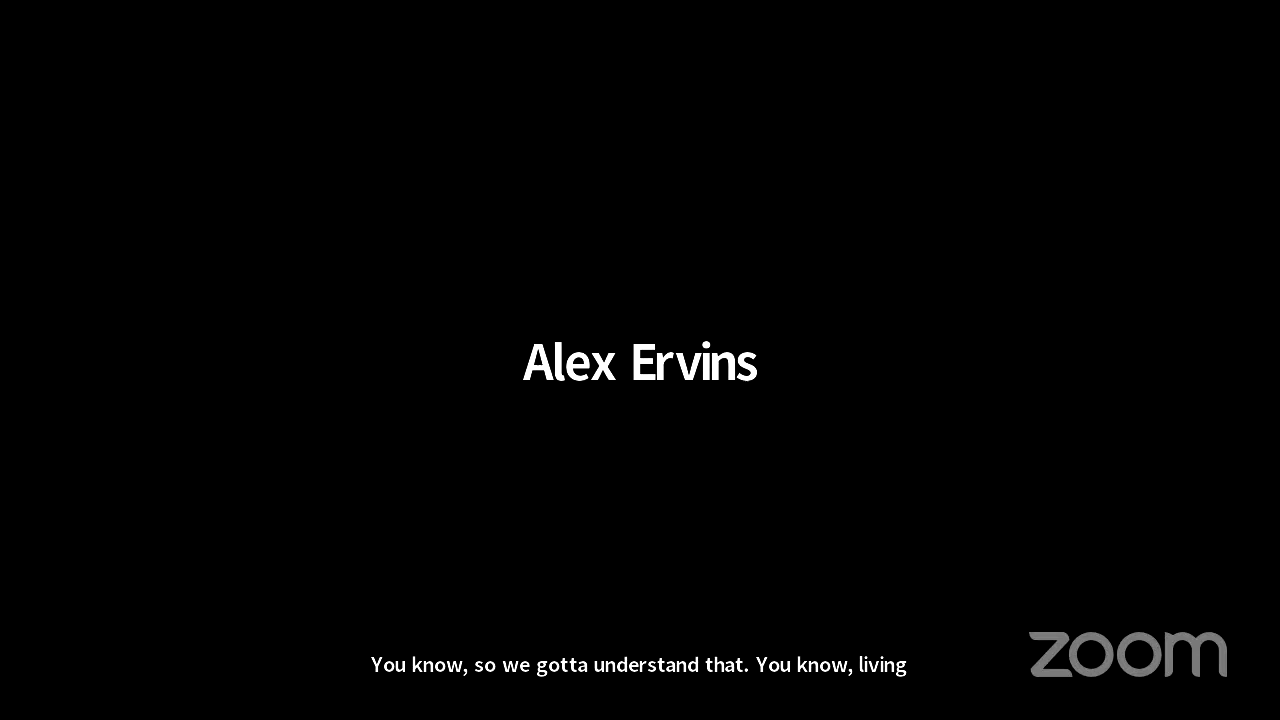 Alex Ervins
You know, so we gotta understand that. You know, living
zoom